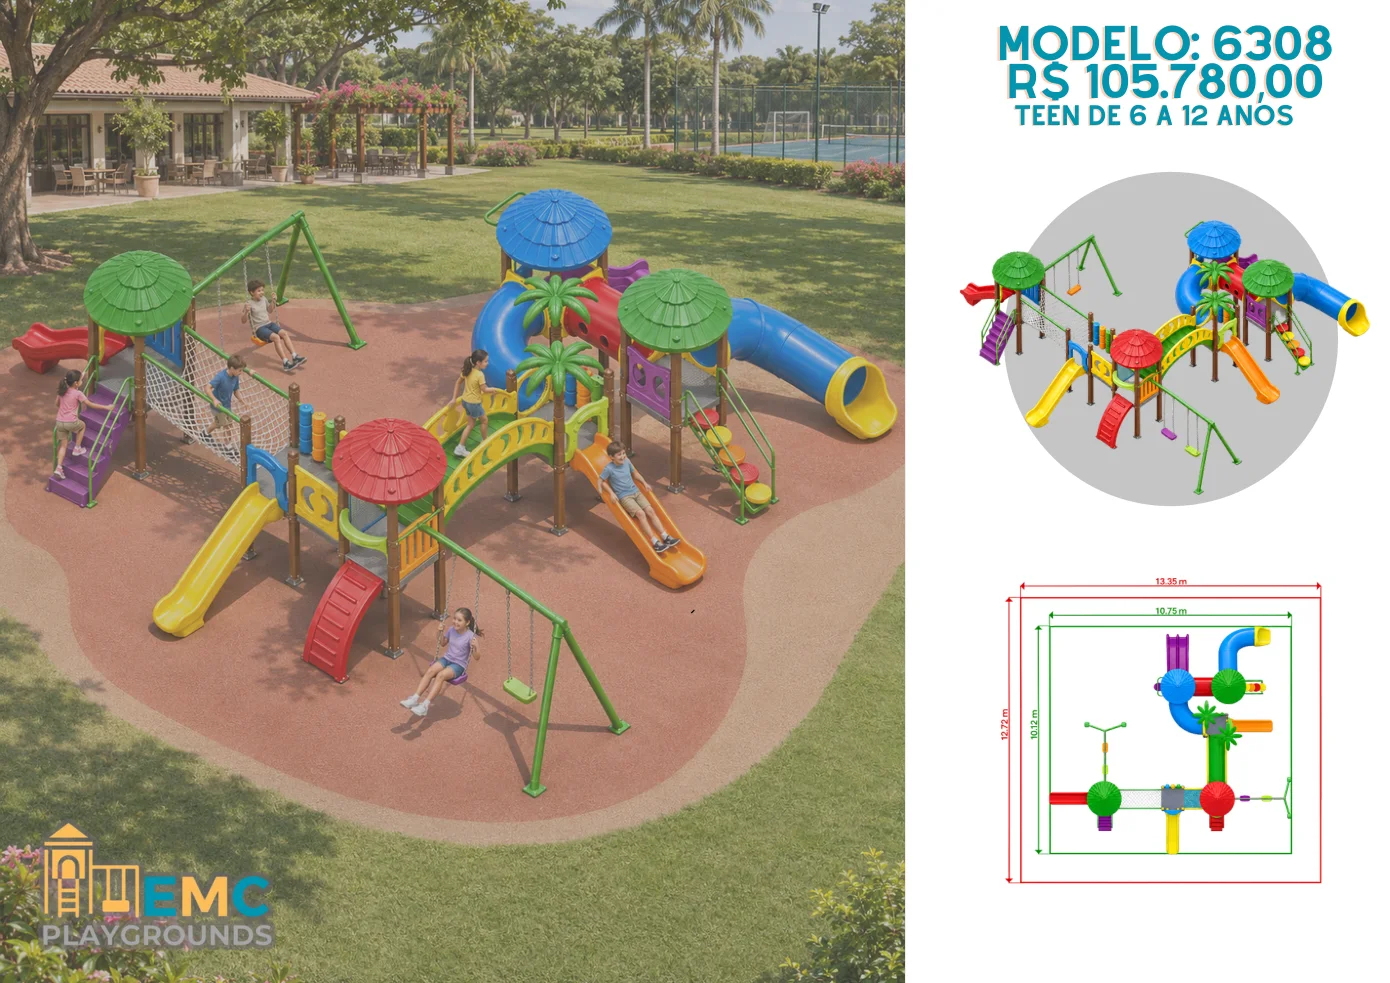 MODELO: 6308
R$ 105.780,00
TEEN DE 6 A 12 ANOS
13.35 m
10.75 m
12.72 m
10.12 m
EMC
PLAYGROUNDS